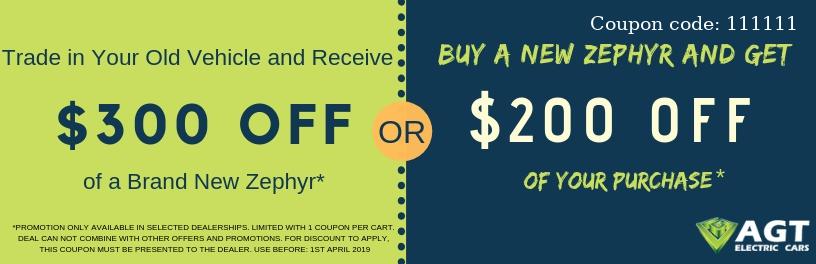 Trade in Your Old Vehicle and Receive
$300 OFF
of a Brand New Zephyr*
*PROMOTION ONLY AVAILABLE IN SELECTED DEALERSHIPS. LIMITED WITH 1 COUPON PER CART.
DEAL CAN NOT COMBINE WITH OTHER OFFERS AND PROMOTIONS. FOR DISCOUNT TO APPLY,
THIS COUPON MUST BE PRESENTED TO THE DEALER. USE BEFORE: 1ST APRIL 2019
OR
Coupon code: 111111
BUY A NEW ZEPHYR AND GET
$200 OFF
OF YOUR PURCHASE*
AGT
ELECTRIC CARS